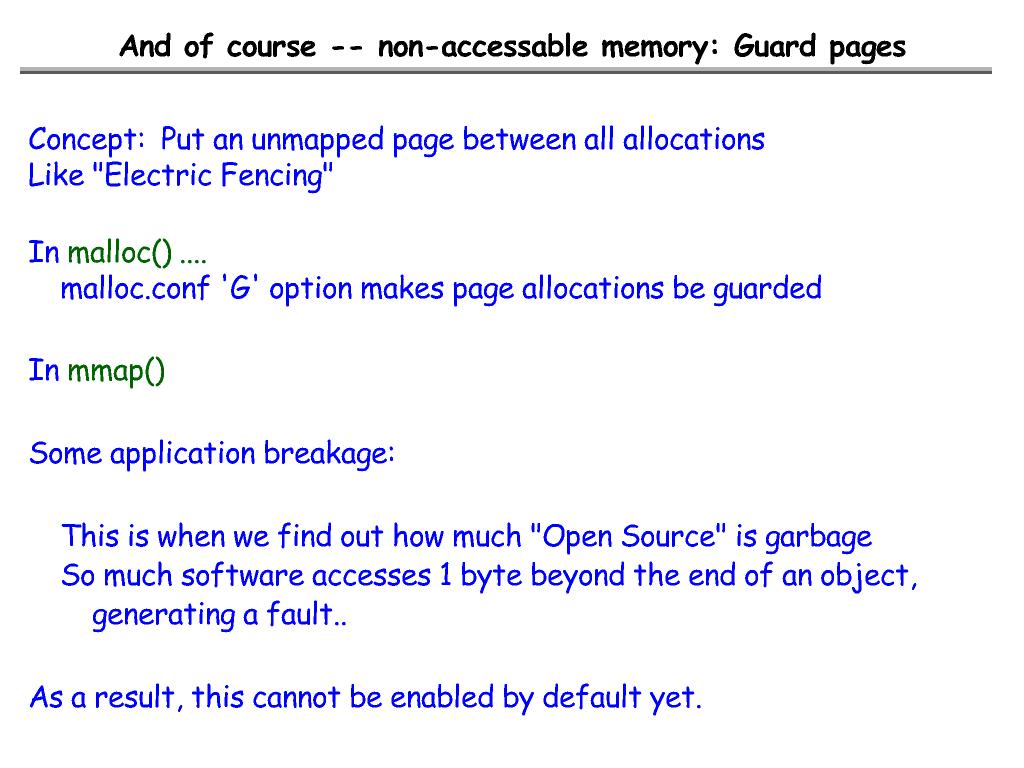 And of course -- non-accessable memory: Guard pages
Concept: Put an unmapped page between all allocations
Like "Electric Fencing"
In malloc() ....
malloc.conf 'G' option makes page allocations be guarded
In mmap()
Some application breakage:
This is when we find out how much "Open Source" is garbage
So much software accesses 1 byte beyond the end of an object,
generating a fault..
As a result, this cannot be enabled by default yet.